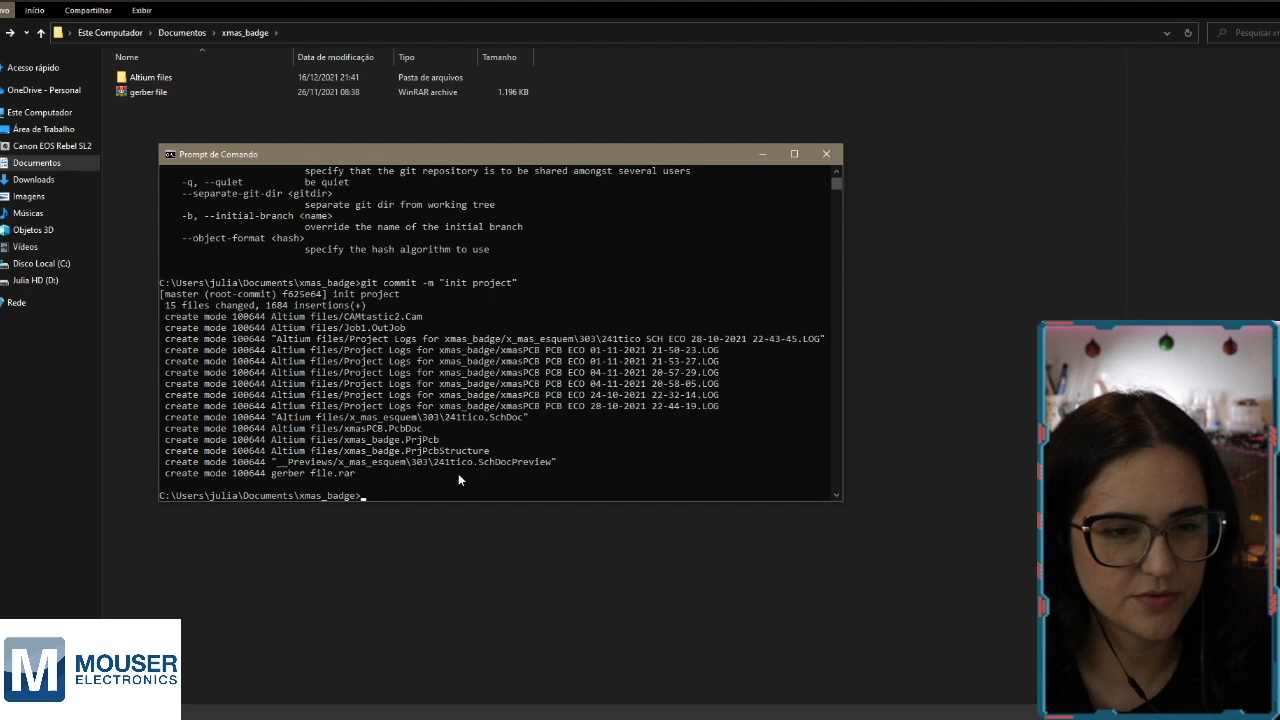 ivo Início Compartilhar Exibir
Este Computador > Documentos > xmas_badge >
Pesquisar
Nome Data de modificação Tipo Tamanho
Acesso rápido
Altium files 16/12/2021 21:41 Pasta de arquivos
OneDrive - Personal
gerber file 26/11/2021 08:38 WinRAR archive 1.196 KB
Este Computador
Área de Trabalho
Canon EOS Rebel SL2
Documentos
Downloads
Imagens
Músicas
Objetos 3D
Vídeos
Disco Local (C:)
Julia HD (D:)
Rede
Prompt de Comando
specify that the git repository is to be shared amongst several users
-q, --quiet be quiet
--separate-git-dir <gitdir>
separate git dir from working tree
-b, --initial-branch <name>
override the name of the initial branch
--object-format <hash>
specify the hash algorithm to use
C:\Users\julia\Documents\xmas_badge>git commit -m "init project"
[master (root-commit) f625e64] init project
15 files changed, 1684 insertions(+)
create mode 100644 Altium files/CAMtastic2.Cam
create mode 100644 Altium files/Job1.OutJob
create mode 100644 "Altium files/Project Logs for xmas_badge/x_mas_esquem\303\241tico SCH ECO 28-10-2021 22-43-45.LOG"
create mode 100644 Altium files/Project Logs for xmas_badge/xmasPCB PCB ECO 01-11-2021 21-50-23.LOG
create mode 100644 Altium files/Project Logs for xmas_badge/xmasPCB PCB ECO 01-11-2021 21-53-27.LOG
create mode 100644 Altium files/Project Logs for xmas_badge/xmasPCB PCB ECO 04-11-2021 20-57-29.LOG
create mode 100644 Altium files/Project Logs for xmas_badge/xmasPCB PCB ECO 04-11-2021 20-58-05.LOG
create mode 100644 Altium files/Project Logs for xmas_badge/xmasPCB PCB ECO 24-10-2021 22-32-14.LOG
create mode 100644 Altium files/Project Logs for xmas_badge/xmasPCB PCB ECO 28-10-2021 22-44-19.LOG
create mode 100644 "Altium files/x_mas_esquem\303\241tico.SchDoc"
create mode 100644 Altium files/xmasPCB.PcbDoc
create mode 100644 Altium files/xmas_badge.PrjPcb
create mode 100644 Altium files/xmas_badge.PrjPcbStructure
create mode 100644 "__Previews/x_mas_esquem\303\241tico.SchDocPreview"
create mode 100644 gerber file.rar
C:\Users\julia\Documents\xmas_badge>
M MOUSER
ELECTRONICS